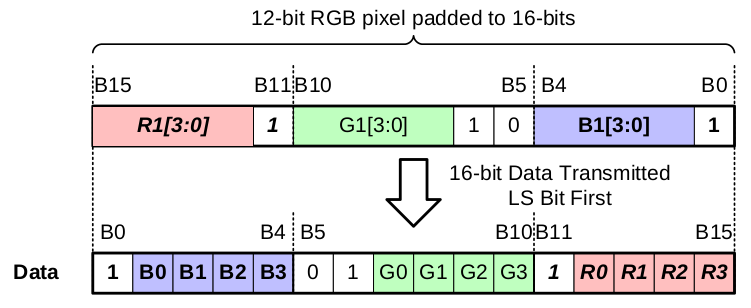 12-bit RGB pixel padded to 16-bits
B15 B11 B10 B5 B4 B0
R1[3:0] 1 G1[3:0] 1 0 B1[3:0] 1
16-bit Data Transmitted
LS Bit First
B0 B4 B5 B10 B11 B15
Data 1 B0 B1 B2 B3 0 1 G0 G1 G2 G3 1 R0 R1 R2 R3